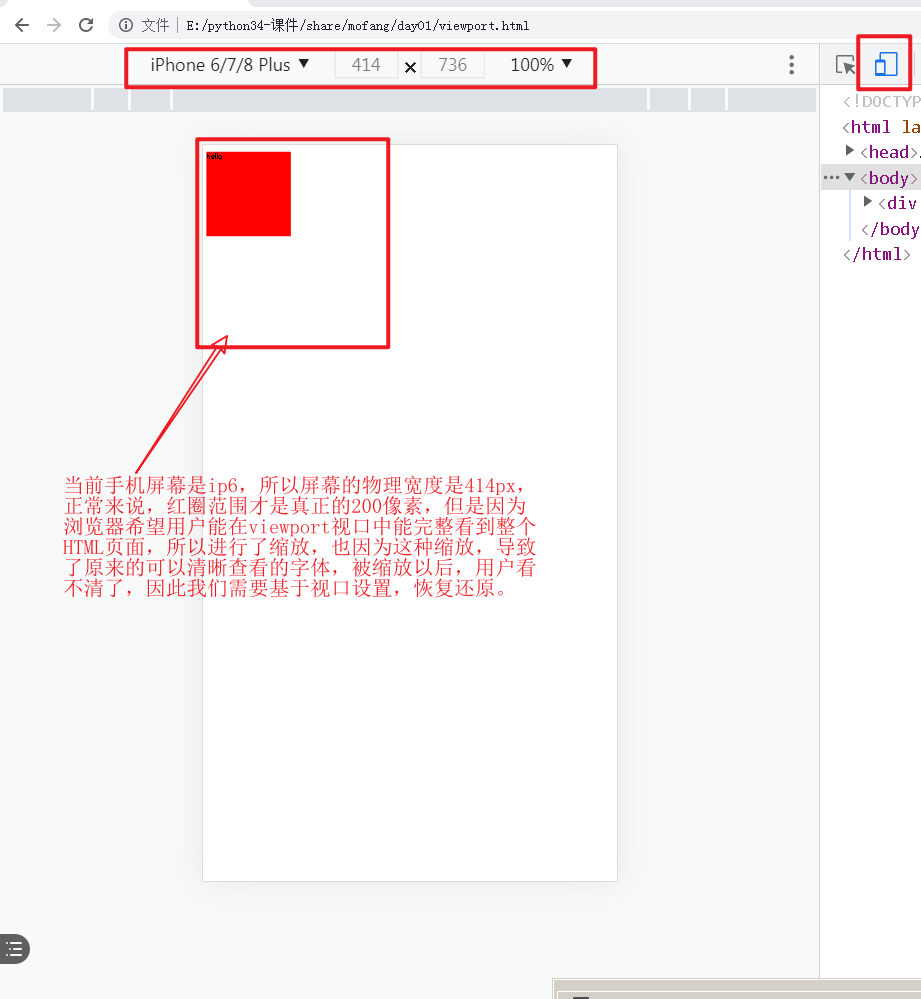 文件 | E:/python34-课件/share/mofang/day01/viewport.html
iPhone 6/7/8 Plus ▼ 414 × 736 100% ▼
<!DOCTYP
<html la
▶ <head>.
••• ▼ <body>
▶ <div
</body
</html>
hello
当前手机屏幕是ip6，所以屏幕的物理宽度是414px，
正常来说，红圈范围才是真正的200像素，但是因为
浏览器希望用户能在viewport视口中能完整看到整个
HTML页面，所以进行了缩放，也因为这种缩放，导致
了原来的可以清晰查看的字体，被缩放以后，用户看
不清了，因此我们需要基于视口设置，恢复还原。